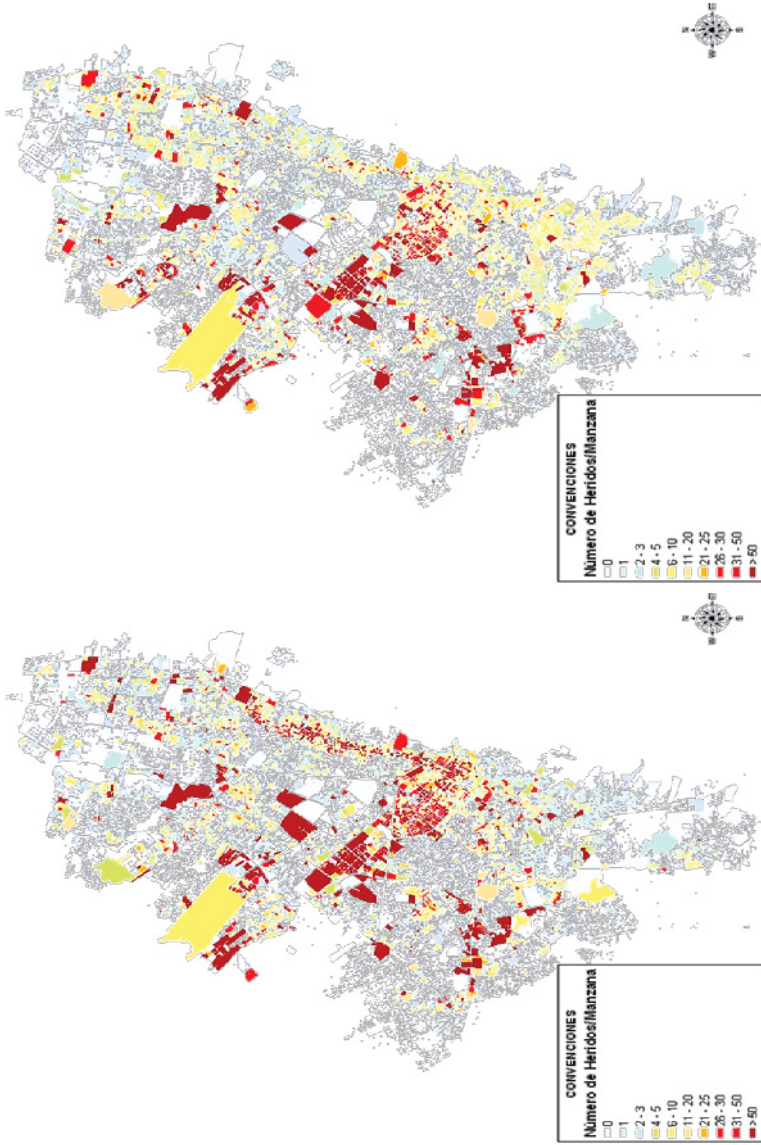 N
W
E
S
CONVENCIONES
Número de Heridos/Manzana
0
1
2 - 3
4 - 5
6 - 10
11 - 20
21 - 25
26 - 30
31 - 50
> 50
N
W
E
S
CONVENCIONES
Número de Heridos/Manzana
0
1
2 - 3
4 - 5
6 - 10
11 - 20
21 - 25
26 - 30
31 - 50
> 50